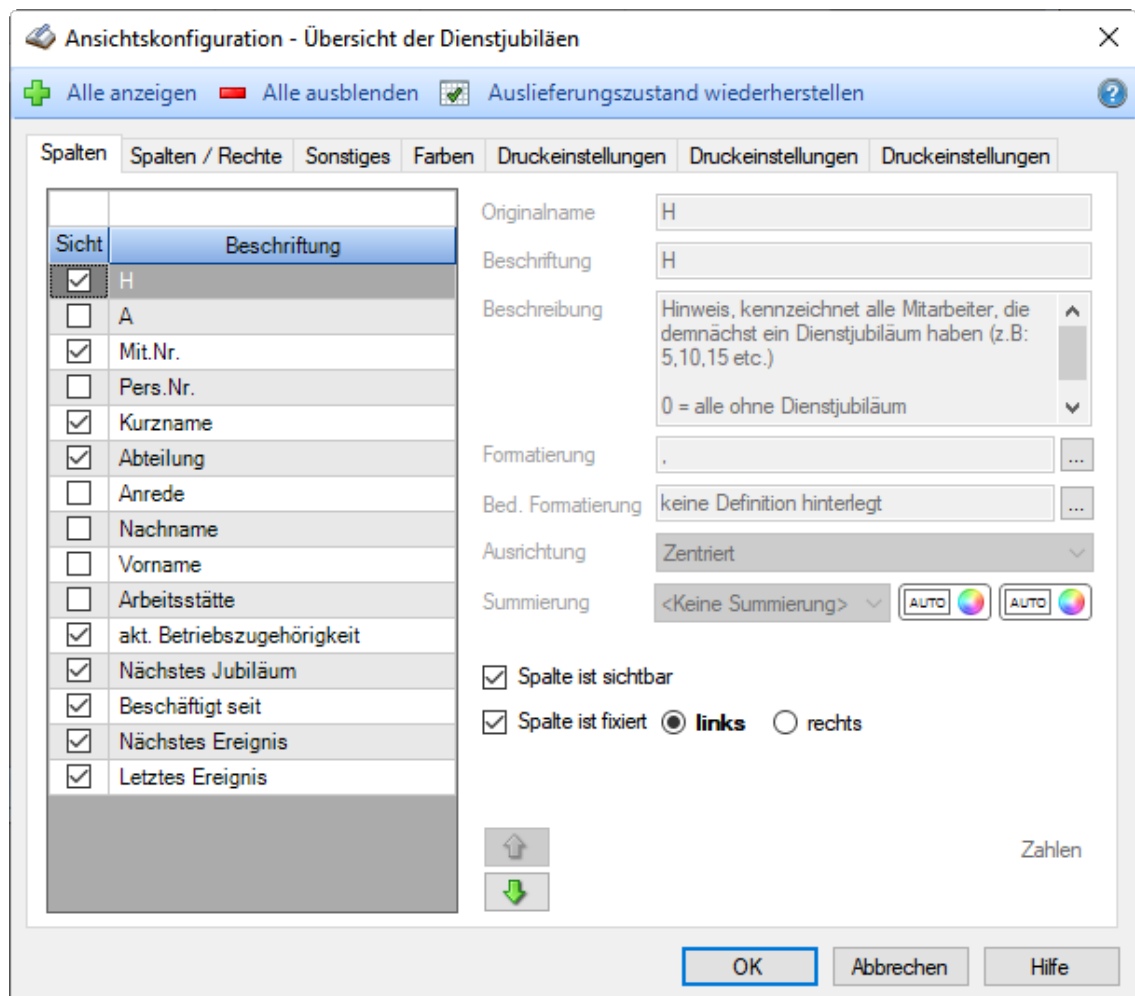 Ansichtskonfiguration - Übersicht der Dienstjubiläen
Alle anzeigen Alle ausblenden Auslieferungszustand wiederherstellen ?
Spalten Spalten / Rechte Sonstiges Farben Druckeinstellungen Druckeinstellungen Druckeinstellungen
Sicht Beschriftung
H
A
Mit.Nr.
Pers.Nr.
Kurzname
Abteilung
Anrede
Nachname
Vorname
Arbeitsstätte
akt. Betriebszugehörigkeit
Nächstes Jubiläum
Beschäftigt seit
Nächstes Ereignis
Letztes Ereignis
Originalname H
Beschriftung H
Beschreibung Hinweis, kennzeichnet alle Mitarbeiter, die
demnächst ein Dienstjubiläum haben (z.B:
5,10,15 etc.)
0 = alle ohne Dienstjubiläum
Formatierung , ...
Bed. Formatierung keine Definition hinterlegt ...
Ausrichtung Zentriert
Summierung <Keine Summierung> AUTO AUTO
Spalte ist sichtbar
Spalte ist fixiert links rechts
Zahlen
OK Abbrechen Hilfe